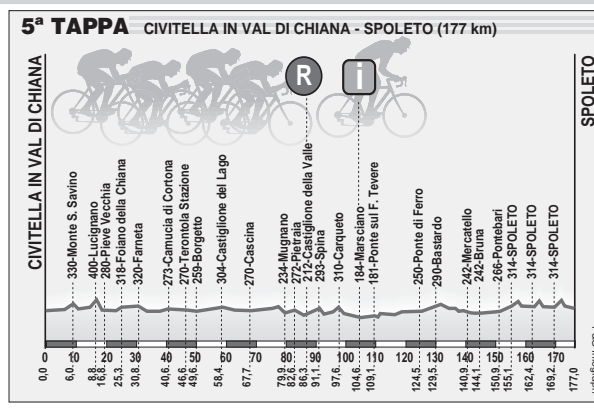 5ª TAPPA CIVITELLA IN VAL DI CHIANA - SPOLETO (177 km)
R
i
CIVITELLA IN VAL DI CHIANA
330-Monte S. Savino
400-Lucignano
280-Pieve Vecchia
318-Foiano della Chiana
320-Farneta
273-Camucia di Cortona
270-Terontola Stazione
259-Borgetto
304-Castiglione del Lago
270-Cascina
234-Mugnano
272-Pietraia
212-Castiglione della Valle
293-Spina
310-Carqueto
184-Marsciano
181-Ponte sul F. Tevere
250-Ponte di Ferro
290-Bastardo
242-Mercatello
242-Bruna
266-Pontebari
314-SPOLETO
314-SPOLETO
314-SPOLETO
SPOLETO
0 10 20 30 40 50 60 70 80 90 100 110 120 130 140 150 160 170
0,0
6,0.
8,8.
16,8.
25,3.
30,8.
40,6.
46,6.
49,6.
58,4.
67,7.
79,9.
82,6.
86,3.
91,1.
97,6.
104,6.
109,1.
124,5.
129,5.
140,9.
144,1.
150,9.
155,1.
162,4.
169,2.
177,0.